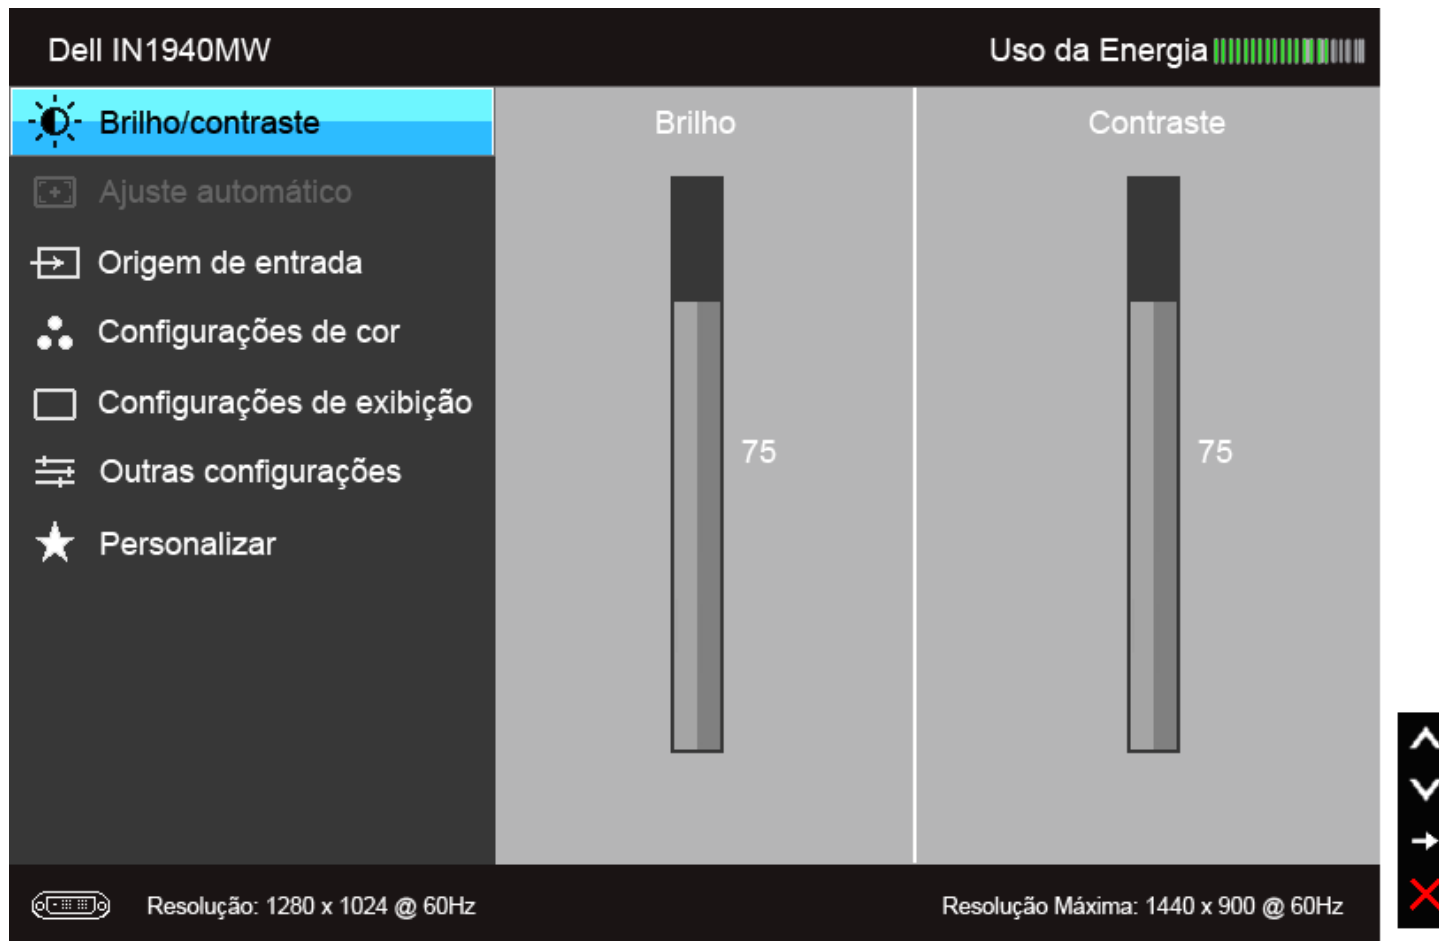 Dell IN1940MW
Uso da Energia
Brilho/contraste
Ajuste automático
Origem de entrada
Configurações de cor
Configurações de exibição
Outras configurações
Personalizar
Brilho
75
Contraste
75
Resolução: 1280 x 1024 @ 60Hz
Resolução Máxima: 1440 x 900 @ 60Hz